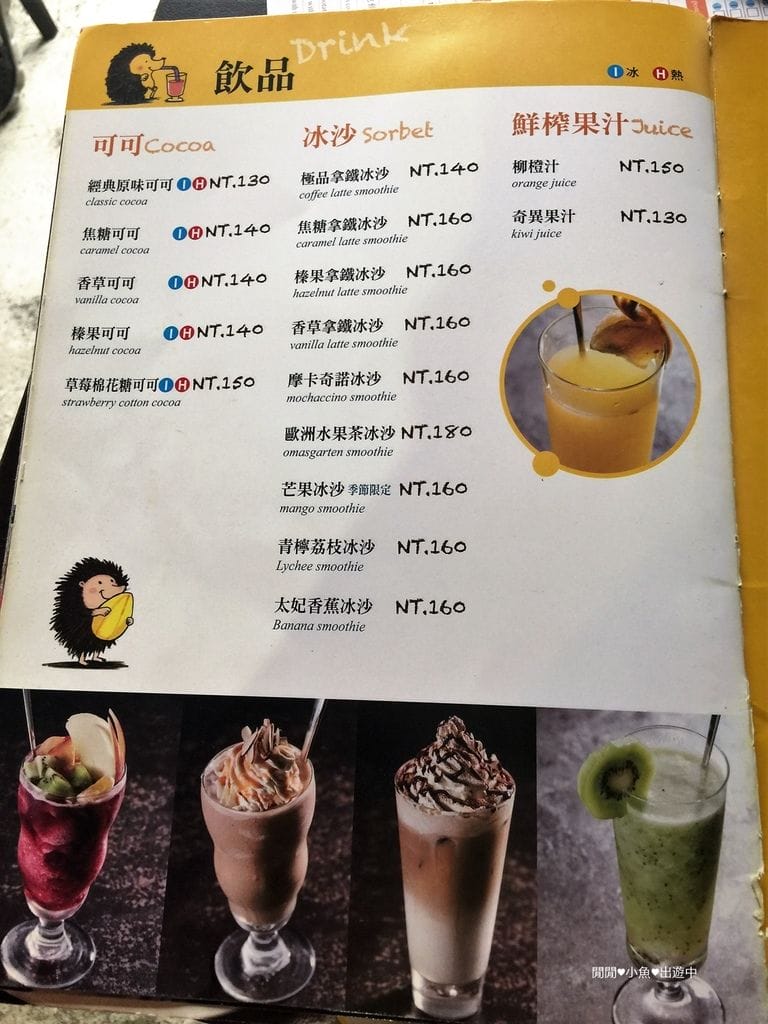 飲品 Drink
I 冰 H 熱
可可 Cocoa
經典原味可可 I H NT.130
classic cocoa
焦糖可可 I H NT.140
caramel cocoa
香草可可 I H NT.140
vanilla cocoa
榛果可可 I H NT.140
hazelnut cocoa
草莓棉花糖可可 I H NT.150
strawberry cotton cocoa
冰沙 Sorbet
極品拿鐵冰沙 NT.140
coffee latte smoothie
焦糖拿鐵冰沙 NT.160
caramel latte smoothie
榛果拿鐵冰沙 NT.160
hazelnut latte smoothie
香草拿鐵冰沙 NT.160
vanilla latte smoothie
摩卡奇諾冰沙 NT.160
mochaccino smoothie
歐洲水果茶冰沙 NT.180
omasgarten smoothie
芒果冰沙 季節限定 NT.160
mango smoothie
青檸荔枝冰沙 NT.160
Lychee smoothie
太妃香蕉冰沙 NT.160
Banana smoothie
鮮榨果汁 Juice
柳橙汁 NT.150
orange juice
奇異果汁 NT.130
kiwi juice
閒閒♥小魚♥出遊中